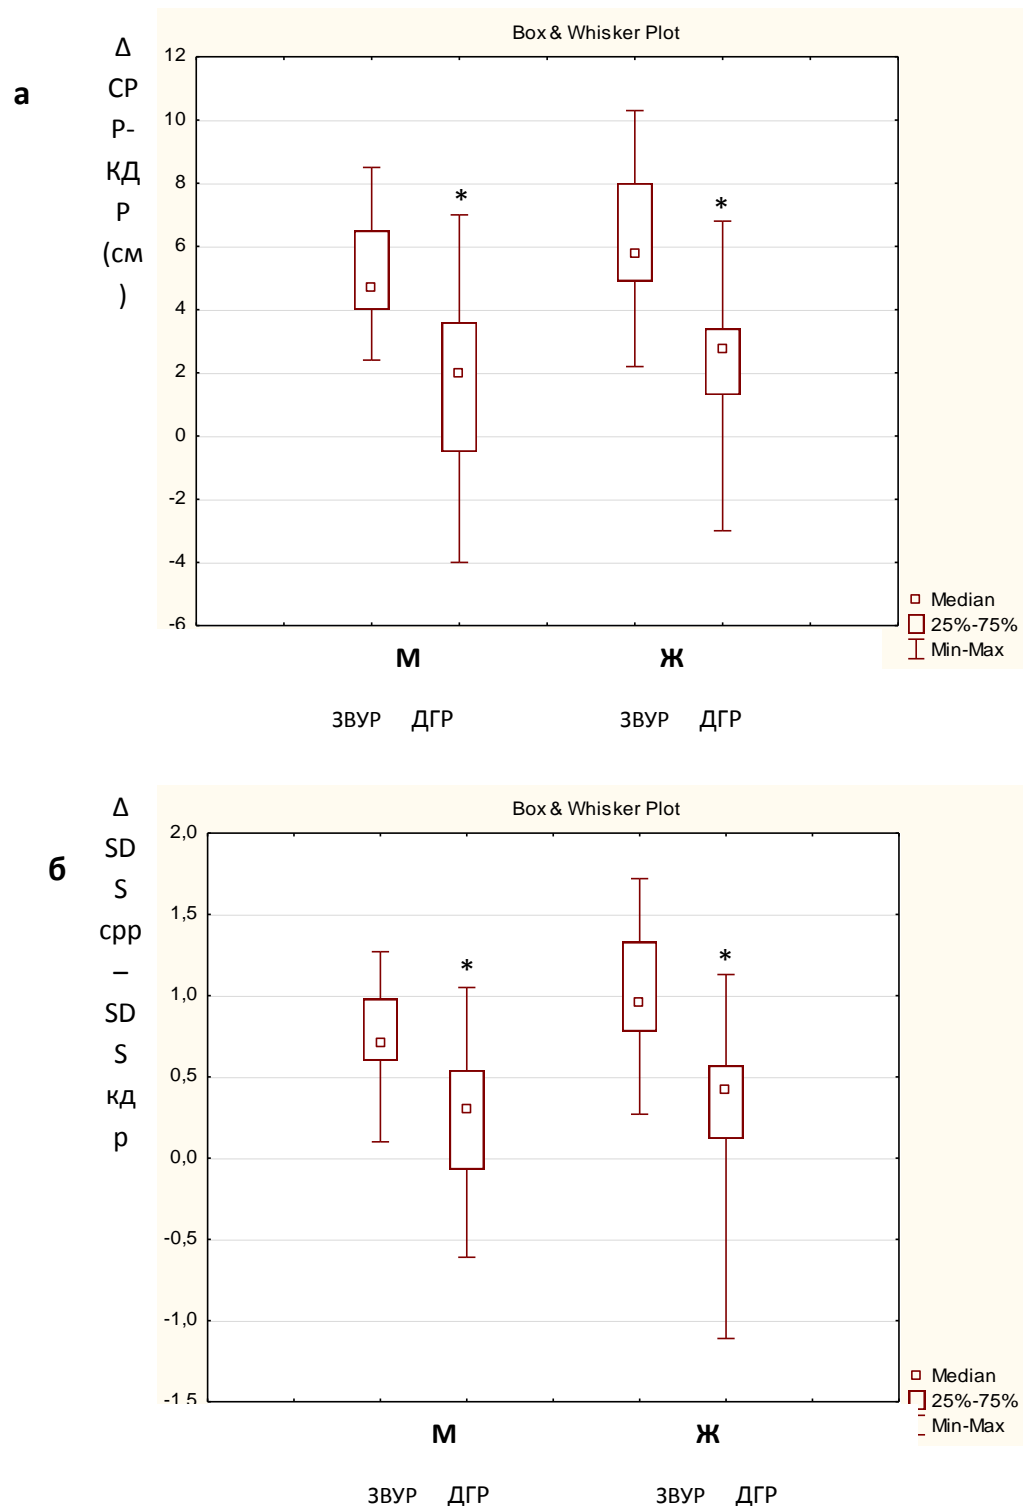 а
Δ
СР
Р-
КД
Р
(см
)
Box & Whisker Plot
12
10
8
6
4
2
0
-2
-4
-6
*
*
Median
25%-75%
Min-Max
М Ж
ЗВУР ДГР ЗВУР ДГР
б
Δ
SD
S
срр
–
SD
S
кд
р
Box & Whisker Plot
2,0
1,5
1,0
0,5
0,0
-0,5
-1,0
-1,5
*
*
Median
25%-75%
Min-Max
М Ж
ЗВУР ДГР ЗВУР ДГР